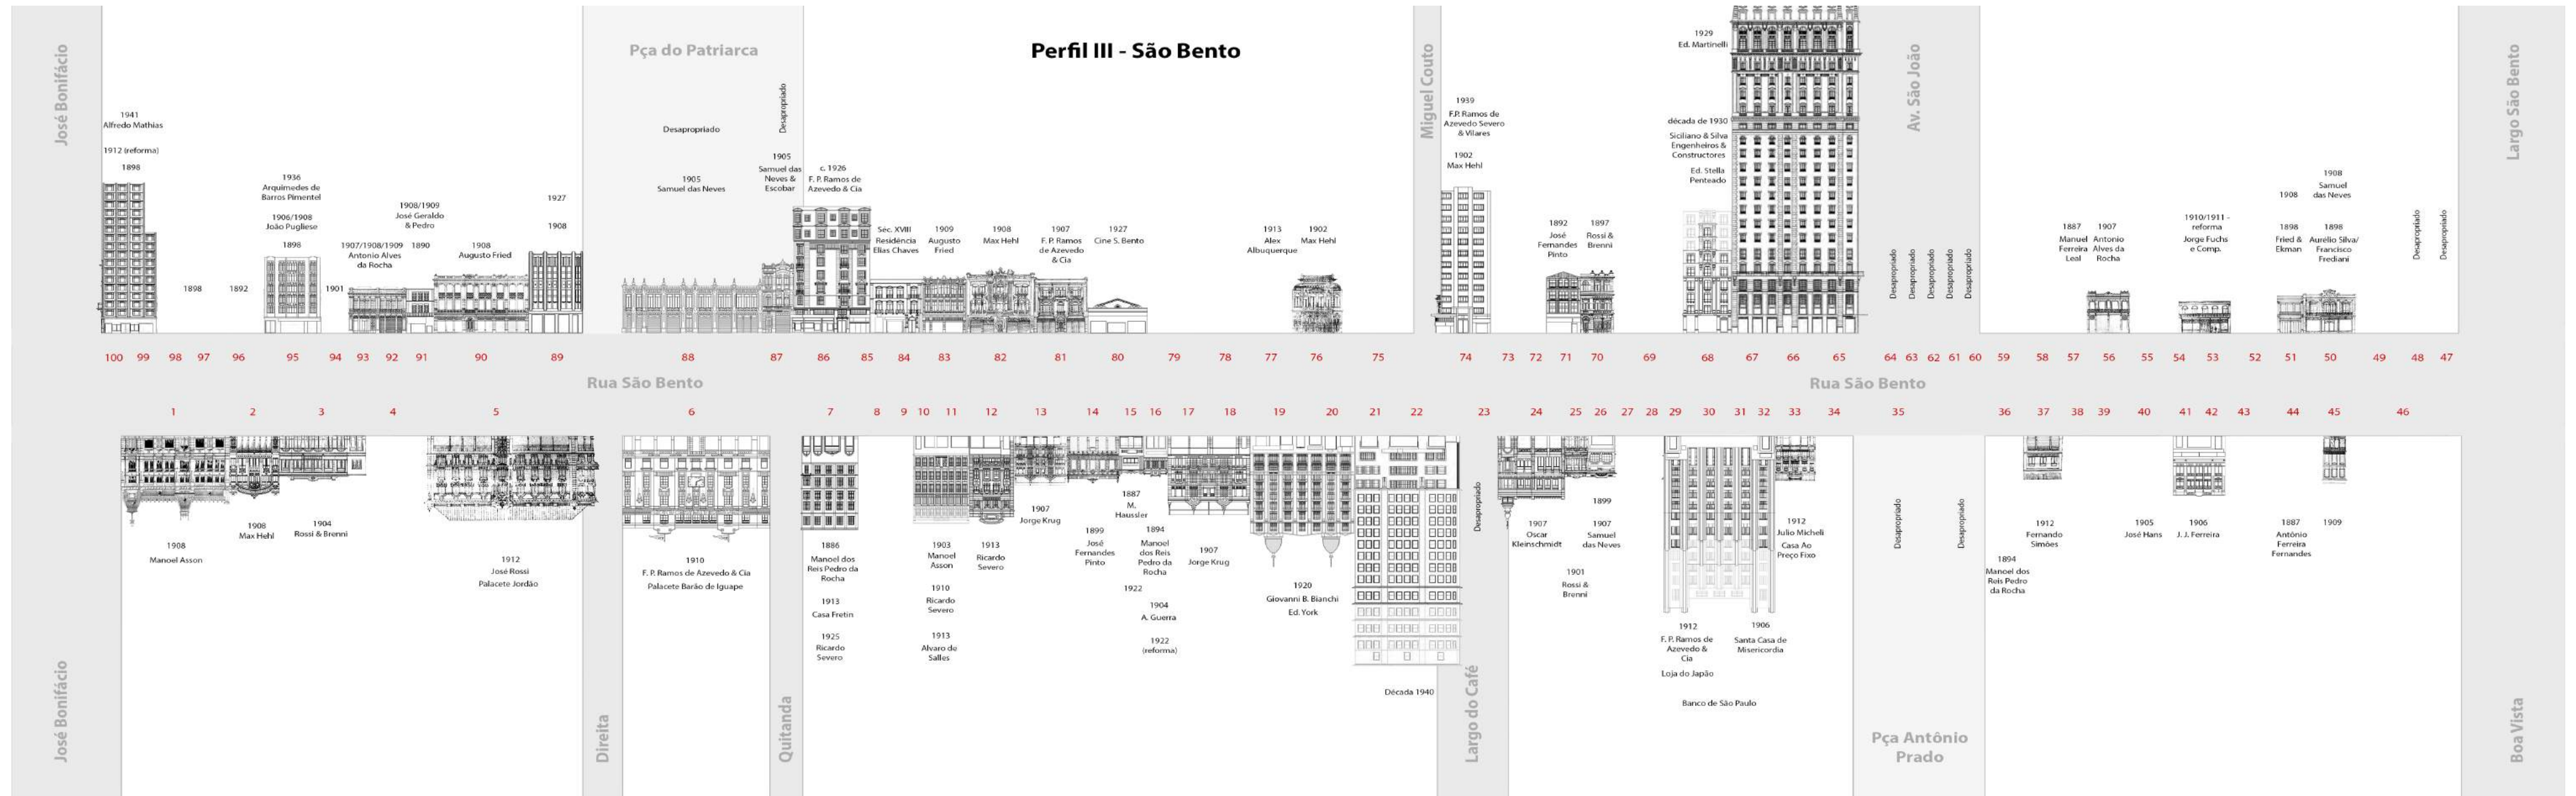 Perfil III - São Bento
José Bonifácio
Pça do Patriarca
Miguel Couto
Av. São João
Largo São Bento
1941
Alfredo Mathias
1912 (reforma)
1898
1898
1892
1936
Arquimedes de
Barros Pimentel
1906/1908
João Pugliese
1898
1901
1907/1908/1909
Antonio Alves
da Rocha
1908/1909
José Geraldo
& Pedro
1890
1908
Augusto Fried
1927
1908
Desapropriado
1905
Samuel das Neves
Desapropriado
1905
Samuel das
Neves &
Escobar
c. 1926
F. P. Ramos de
Azevedo & Cia
Séc. XVIII
Residência
Elias Chaves
1909
Augusto
Fried
1908
Max Hehl
1907
F. P. Ramos
de Azevedo
& Cia
1927
Cine S. Bento
1913
Alex
Albuquerque
1902
Max Hehl
1939
F.P. Ramos de
Azevedo Severo
& Vilares
1902
Max Hehl
1892
José
Fernandes
Pinto
1897
Rossi &
Brenni
1929
Ed. Martinelli
década de 1930
Siciliano & Silva
Engenheiros &
Constructores
Ed. Stella
Penteado
Desapropriado
Desapropriado
Desapropriado
Desapropriado
Desapropriado
1887
Manuel
Ferreira
Leal
1907
Antonio
Alves da
Rocha
1910/1911 -
reforma
Jorge Fuchs
e Comp.
1908
1898
Fried &
Ekman
1908
Samuel
das Neves
1898
Aurélio Silva/
Francisco
Frediani
Desapropriado
Desapropriado
100 99 98 97 96 95 94 93 92 91 90 89 88 87 86 85 84 83 82 81 80 79 78 77 76 75 74 73 72 71 70 69 68 67 66 65 64 63 62 61 60 59 58 57 56 55 54 53 52 51 50 49 48 47
Rua São Bento
Rua São Bento
1 2 3 4 5 6 7 8 9 10 11 12 13 14 15 16 17 18 19 20 21 22 23 24 25 26 27 28 29 30 31 32 33 34 35 36 37 38 39 40 41 42 43 44 45 46
1908
Manoel Asson
1908
Max Hehl
1904
Rossi & Brenni
1912
José Rossi
Palacete Jordão
1910
F. P. Ramos de Azevedo & Cia
Palacete Barão de Iguape
1886
Manoel dos
Reis Pedro da
Rocha
1913
Casa Fretin
1925
Ricardo
Severo
1903
Manoel
Asson
1910
Ricardo
Severo
1913
Alvaro de
Salles
1913
Ricardo
Severo
1907
Jorge Krug
1899
José
Fernandes
Pinto
1887
M.
Haussler
1922
1894
Manoel
dos Reis
Pedro da
Rocha
1904
A. Guerra
1922
(reforma)
1907
Jorge Krug
1920
Giovanni B. Bianchi
Ed. York
Década 1940
Desapropriado
1907
Oscar
Kleinschmidt
1901
Rossi &
Brenni
1899
1907
Samuel
das Neves
1912
F. P. Ramos de
Azevedo &
Cia
Loja do Japão
1906
Santa Casa de
Misericordia
Banco de São Paulo
1912
Julio Micheli
Casa Ao
Preço Fixo
Desapropriado
Desapropriado
1894
Manoel dos
Reis Pedro
da Rocha
1912
Fernando
Simões
1905
José Hans
1906
J. J. Ferreira
1887
Antônio
Ferreira
Fernandes
1909
José Bonifácio
Direita
Quitanda
Largo do Café
Pça Antônio
Prado
Boa Vista